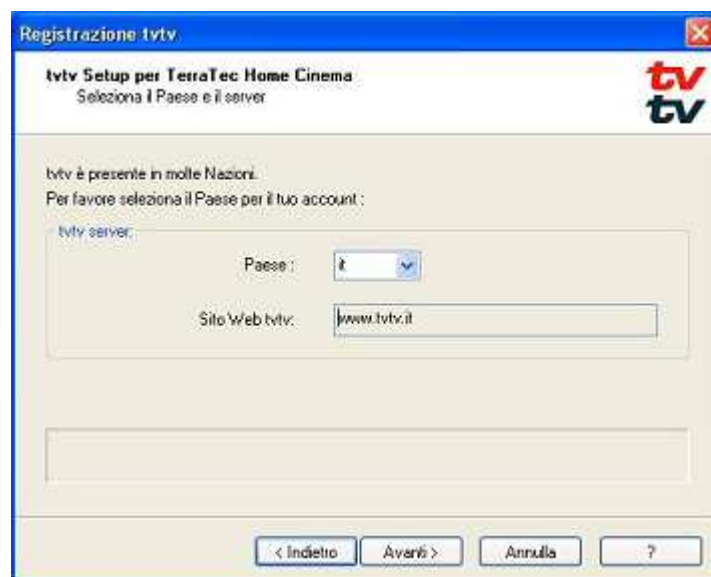 Registrazione tvtv
tvtv Setup per TerraTec Home Cinema
Seleziona il Paese e il server
tv
tv
tvtv è presente in molte Nazioni.
Per favore seleziona il Paese per il tuo account :
tvtv server:
Paese :
it
Sito Web tvtv:
www.tvtv.it
< Indietro
Avanti >
Annulla
?